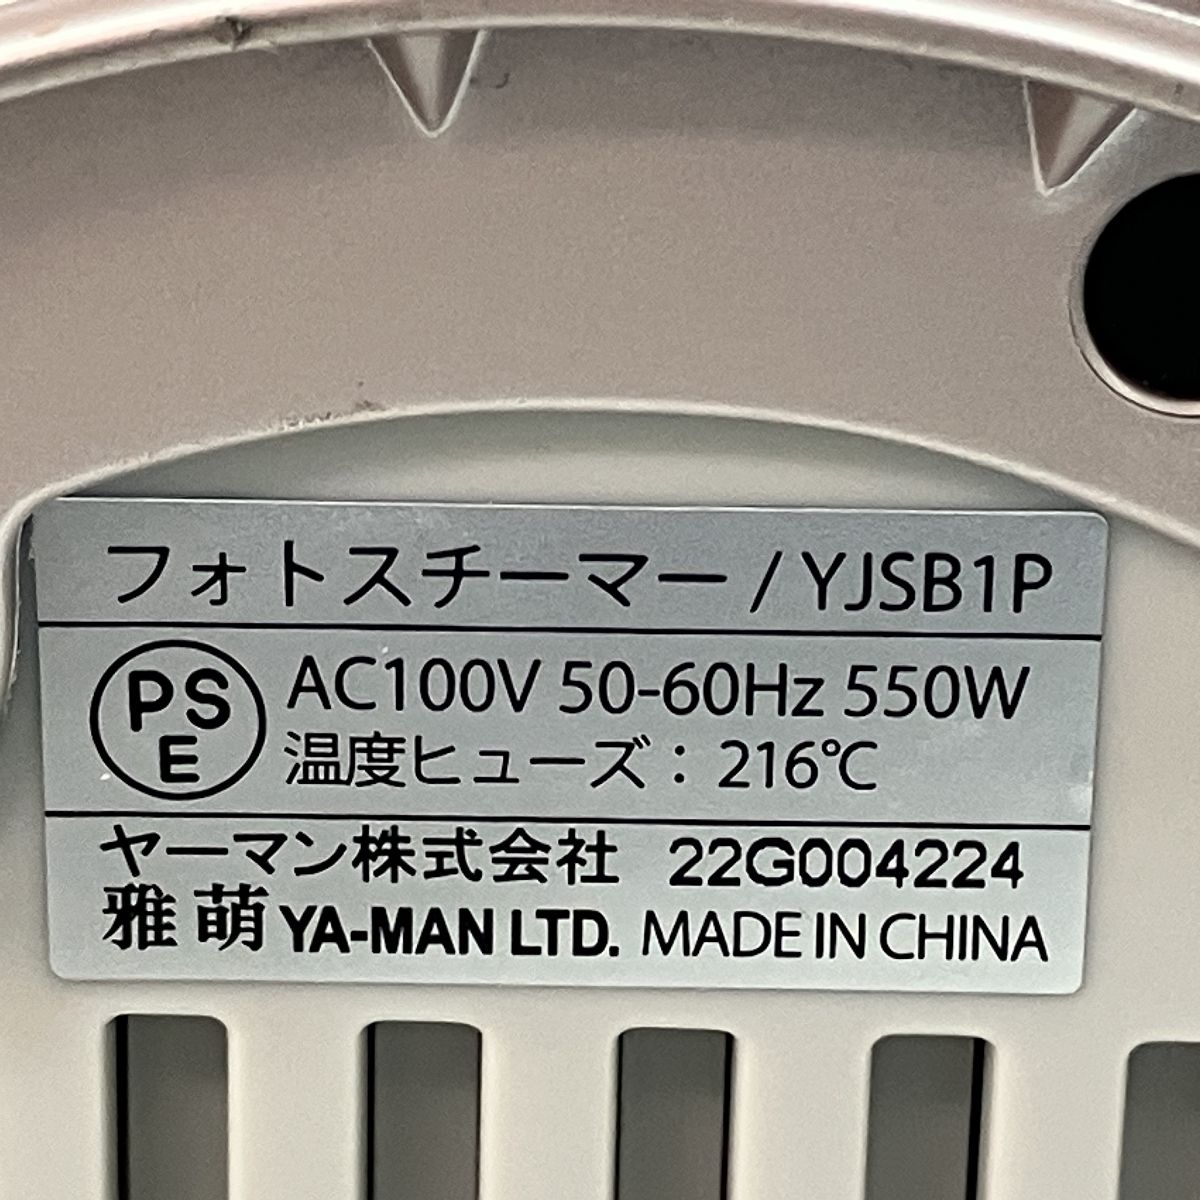 フォトスチーマー / YJSB1P
PS
E
AC100V 50-60Hz 550W
温度ヒューズ：216℃
ヤーマン株式会社 22G004224
雅萌 YA-MAN LTD. MADE IN CHINA